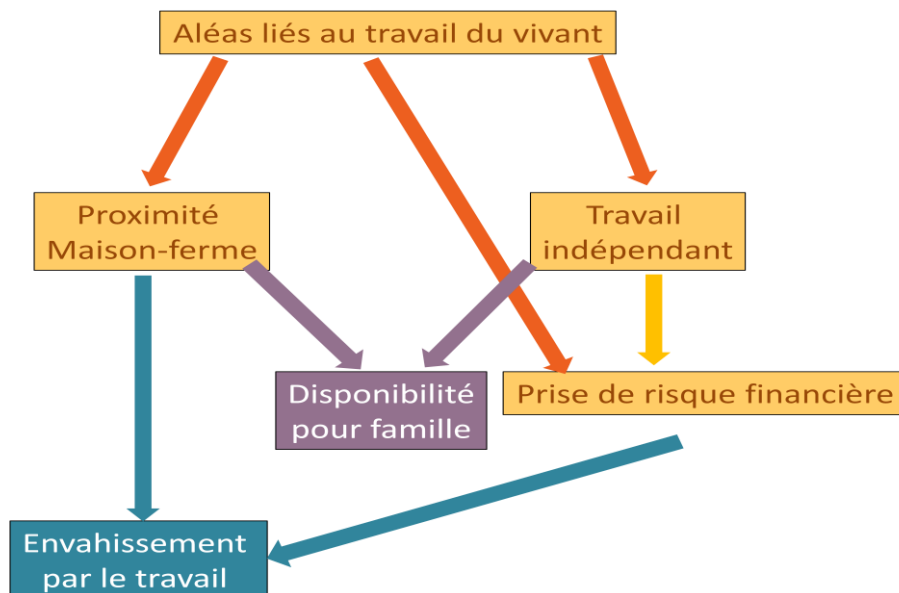 Aléas liés au travail du vivant
Proximité
Maison-ferme
Travail
indépendant
Disponibilité
pour famille
Prise de risque financière
Envahissement
par le travail